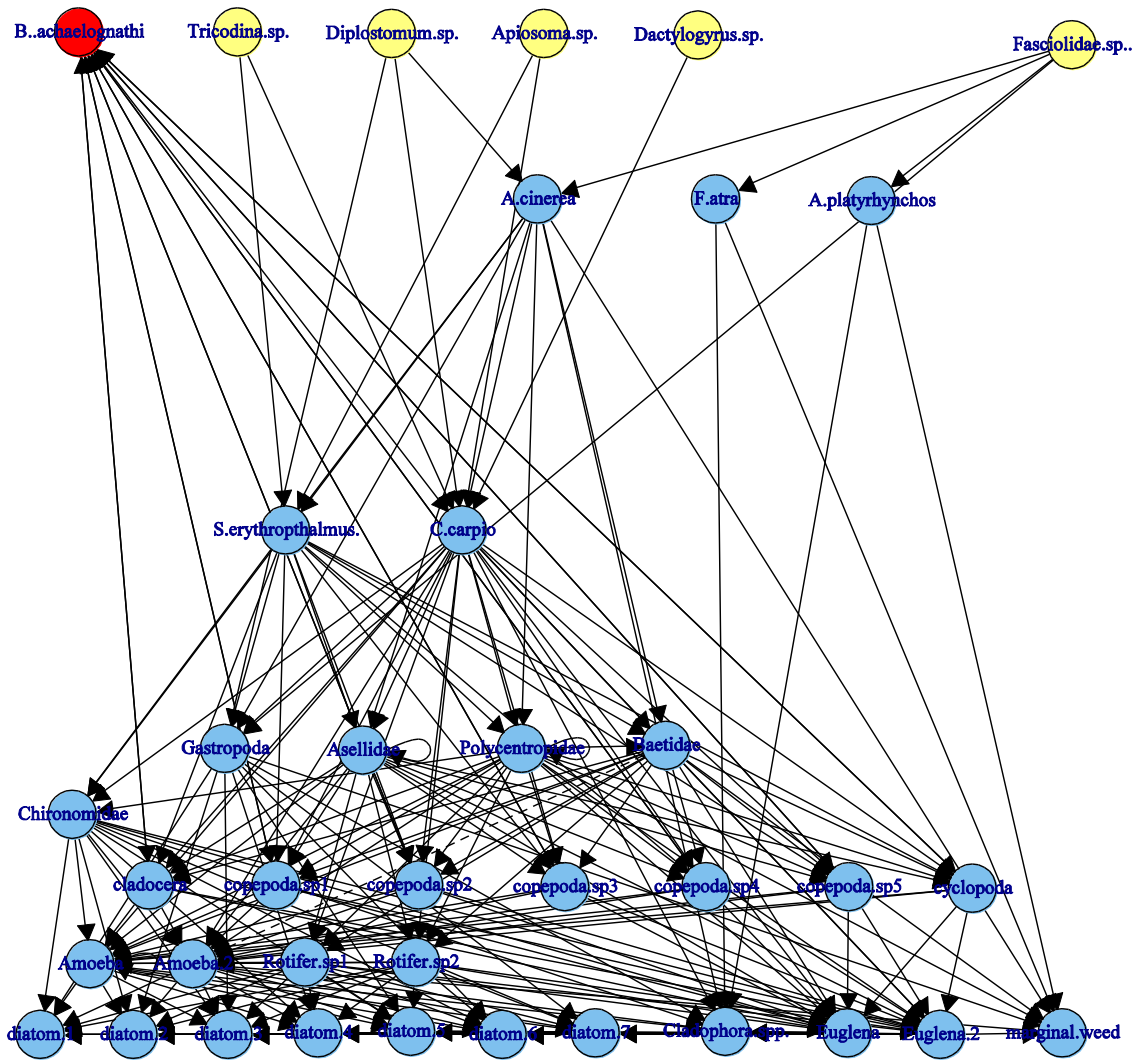 B..achaelognathi
Tricodina.sp.
Diplostomum.sp.
Apiosoma.sp.
Dactylogyrus.sp.
Fasciolidae.sp..
A.cinerea
F.atra
A.platyrhynchos
S.erythropthalmus.
C.carpio
Gastropoda
Asellidae
Polycentropidae
Baetidae
Chironomidae
cladocera
copepoda.sp1
copepoda.sp2
copepoda.sp3
copepoda.sp4
copepoda.sp5
cyclopoda
Amoeba
Amoeba.2
Rotifer.sp1
Rotifer.sp2
diatom.1
diatom.2
diatom.3
diatom.4
diatom.5
diatom.6
diatom.7
Cladophora.spp.
Euglena
Euglena.2
marginal.weed